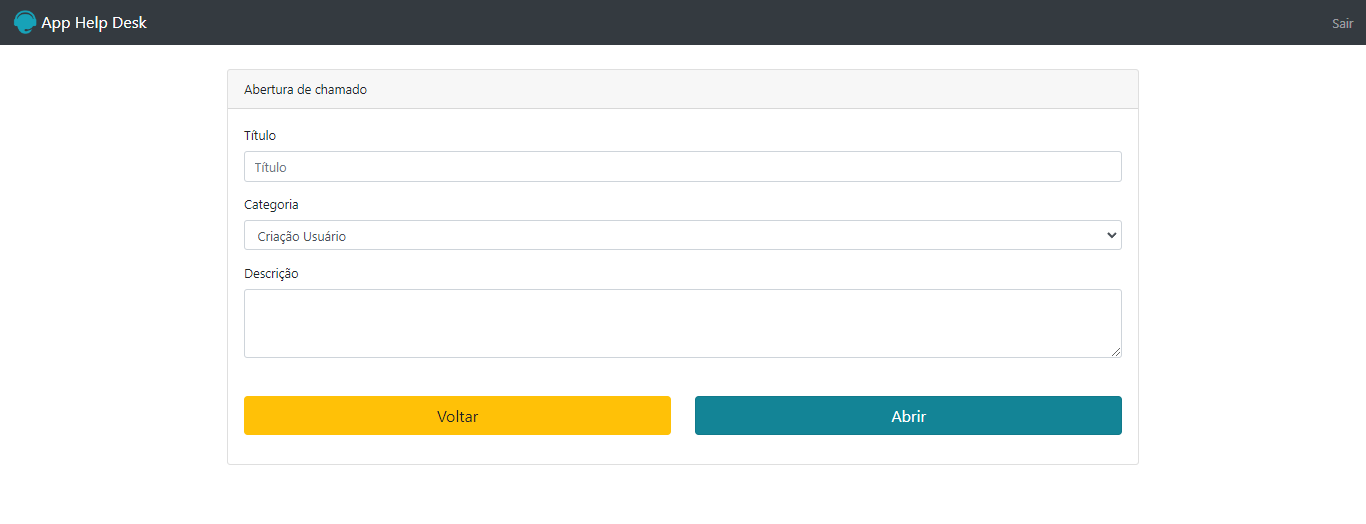 App Help Desk
Sair
Abertura de chamado
Título
Título
Categoria
Criação Usuário
Descrição
Voltar
Abrir